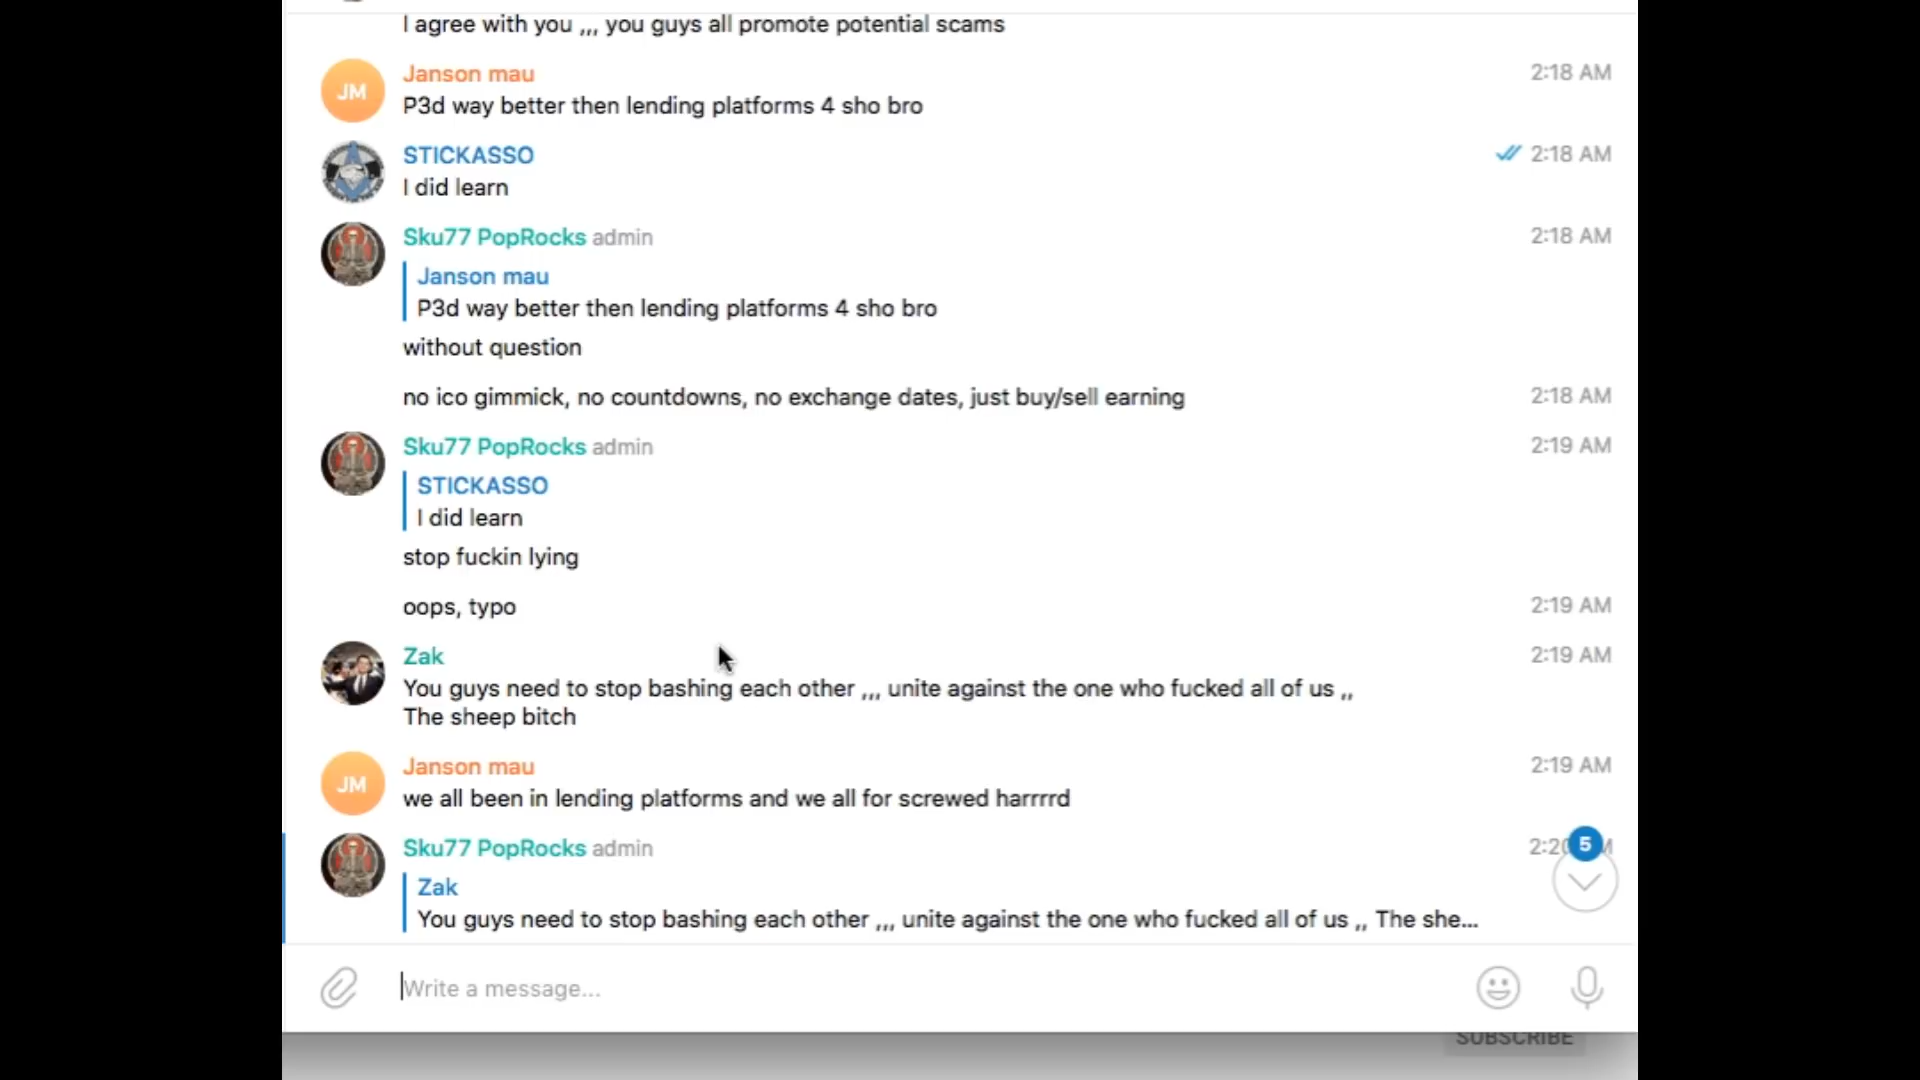 I agree with you ,,, you guys all promote potential scams
JM
Janson mau
2:18 AM
P3d way better then lending platforms 4 sho bro
STICKASSO
2:18 AM
I did learn
Sku77 PopRocks admin
2:18 AM
Janson mau
P3d way better then lending platforms 4 sho bro
without question
no ico gimmick, no countdowns, no exchange dates, just buy/sell earning
2:18 AM
Sku77 PopRocks admin
2:19 AM
STICKASSO
I did learn
stop fuckin lying
oops, typo
2:19 AM
Zak
2:19 AM
You guys need to stop bashing each other ,,, unite against the one who fucked all of us ,,
The sheep bitch
JM
Janson mau
2:19 AM
we all been in lending platforms and we all for screwed harrrrd
Sku77 PopRocks admin
5
Zak
You guys need to stop bashing each other ,,, unite against the one who fucked all of us ,, The she...
Write a message...
SUBSCRIBE